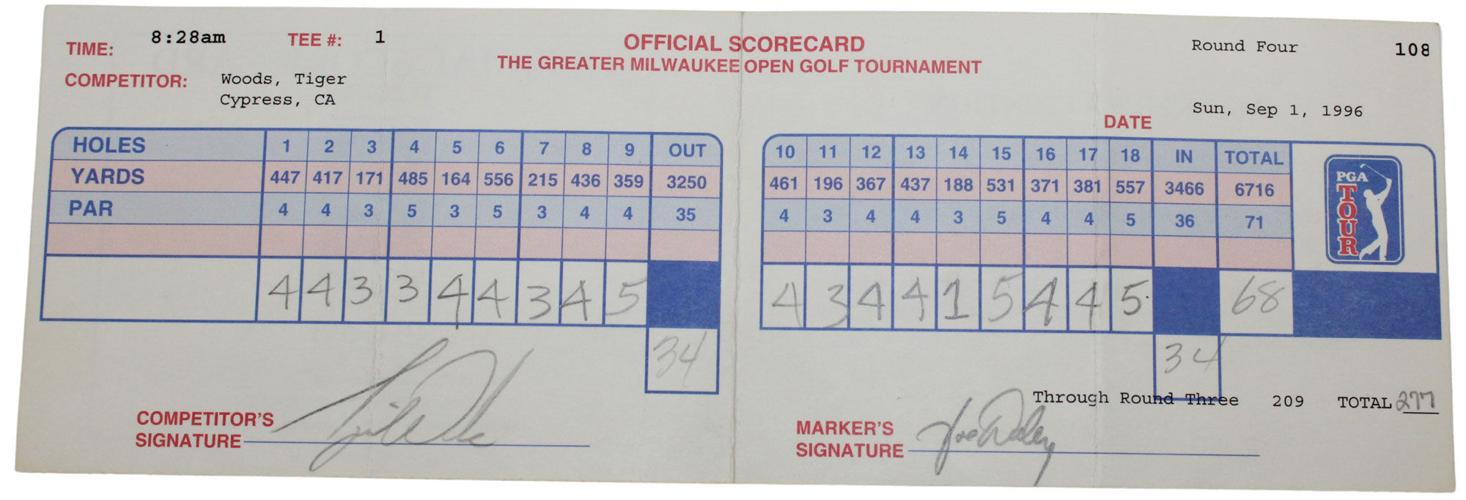 TIME: 8:28am TEE #: 1 OFFICIAL SCORECARD Round Four 108
THE GREATER MILWAUKEE OPEN GOLF TOURNAMENT
COMPETITOR: Woods, Tiger
Cypress, CA
DATE Sun, Sep 1, 1996
HOLES 1 2 3 4 5 6 7 8 9 OUT 10 11 12 13 14 15 16 17 18 IN TOTAL
YARDS 447 417 171 485 164 556 215 436 359 3250 461 196 367 437 188 531 371 381 557 3466 6716
PAR 4 4 3 5 3 5 3 4 4 35 4 3 4 4 3 5 4 4 5 36 71
PGA TOUR
4 4 3 3 4 4 3 4 5 4 3 4 4 1 5 4 4 5 68
34 34
Through Round Three 209 TOTAL 277
COMPETITOR'S
SIGNATURE
MARKER'S
SIGNATURE